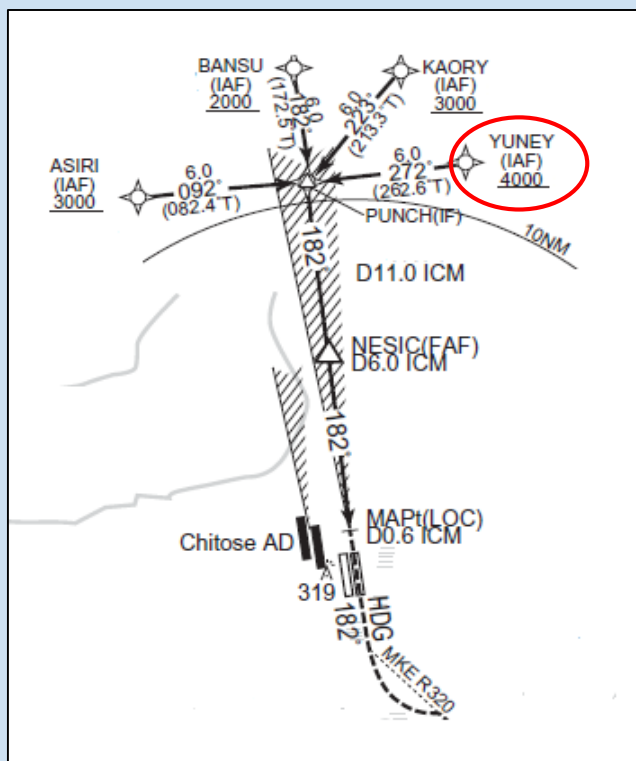 BANSU
(IAF)
2000
6.0
182°
(172.5°T)
KAORY
(IAF)
3000
6.0
223°
(213.3°T)
YUNEY
(IAF)
4000
6.0
272°
(262.6°T)
ASIRI
(IAF)
3000
6.0
092°
(082.4°T)
PUNCH(IF)
10NM
182°
D11.0 ICM
NESIC(FAF)
D6.0 ICM
182°
MAPt(LOC)
D0.6 ICM
Chitose AD
319
HDG
182°
MKE R320